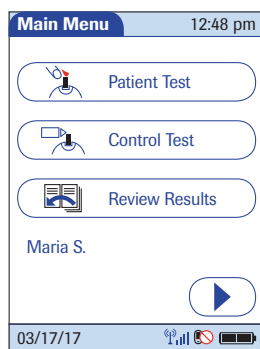 Main Menu 12:48 pm
Patient Test
Control Test
Review Results
Maria S.
03/17/17